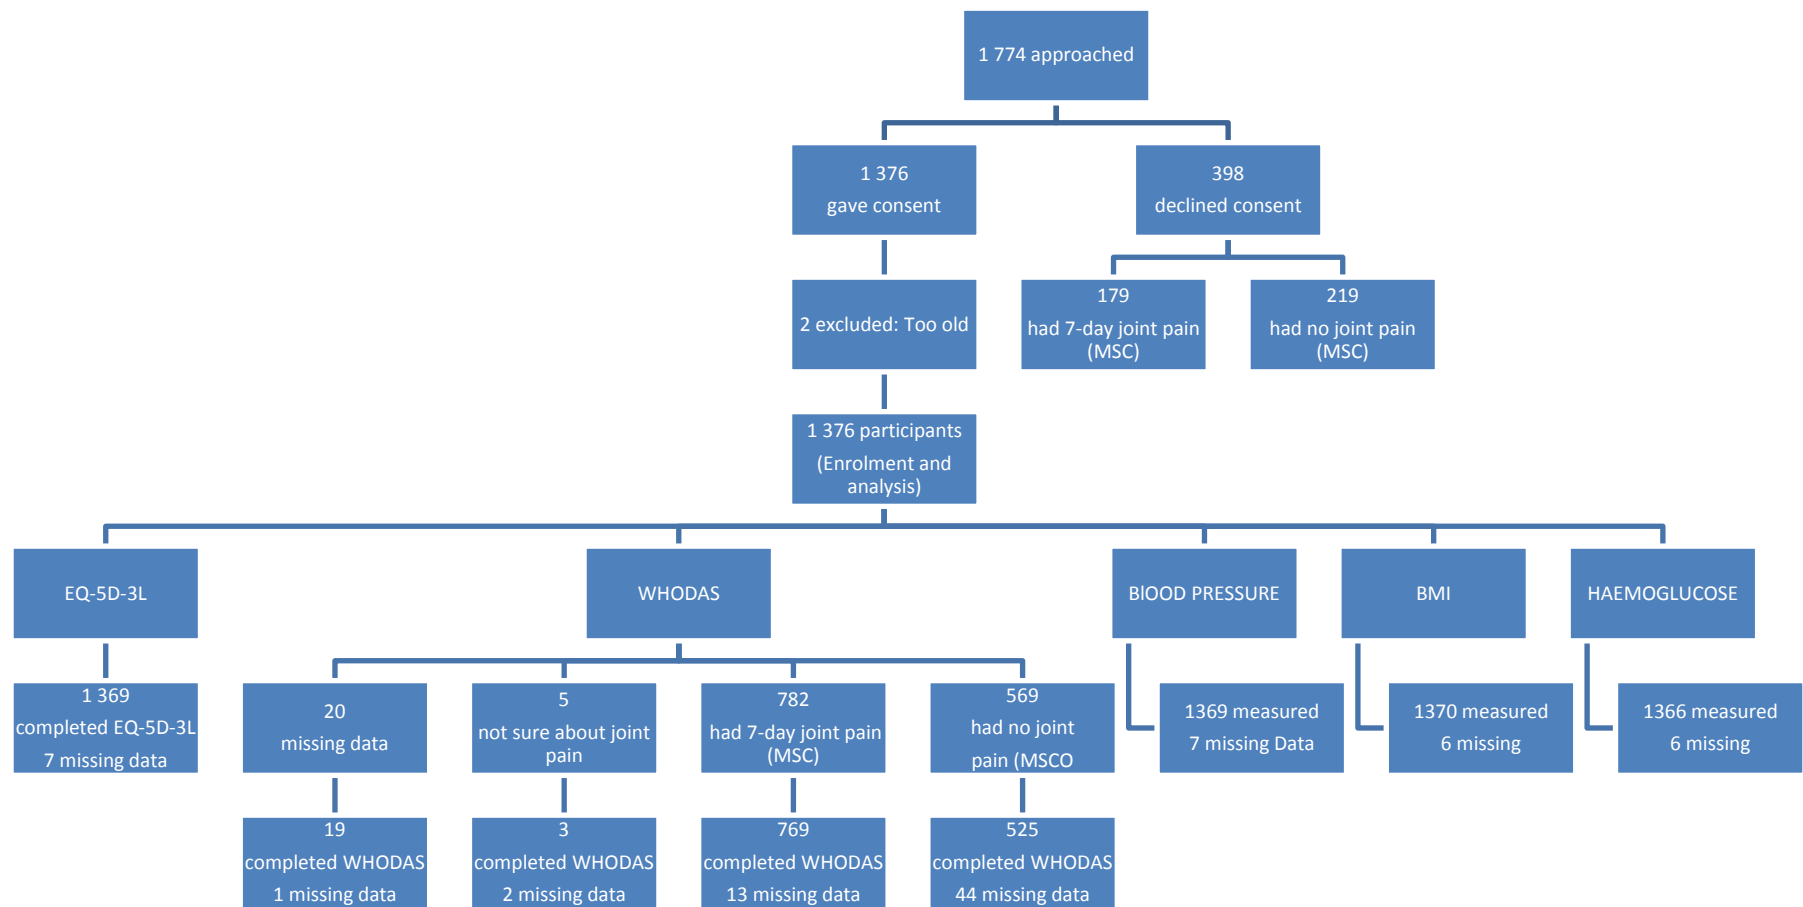 1 774 approached
1 376
gave consent
398
declined consent
2 excluded: Too old
179
had 7-day joint pain
(MSC)
219
had no joint pain
(MSC)
1 376 participants
(Enrolment and
analysis)
EQ-5D-3L
WHODAS
BlOOD PRESSURE
BMI
HAEMOGLUCOSE
1 369
completed EQ-5D-3L
7 missing data
20
missing data
5
not sure about joint
pain
782
had 7-day joint pain
(MSC)
569
had no joint
pain (MSCO
1369 measured
7 missing Data
1370 measured
6 missing
1366 measured
6 missing
19
completed WHODAS
1 missing data
3
completed WHODAS
2 missing data
769
completed WHODAS
13 missing data
525
completed WHODAS
44 missing data